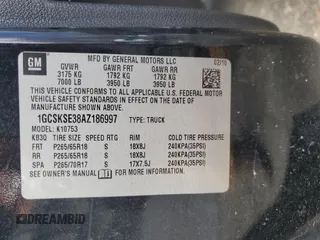 GM
MFD BY GENERAL MOTORS LLC
03/10
GVWR GAWR FRT GAWR RR
3175 KG 1792 KG 1792 KG
7000 LB 3950 LB 3950 LB
THIS VEHICLE CONFORMS TO ALL APPLICABLE
U.S. FEDERAL MOTOR VEHICLE SAFETY
STANDARDS IN EFFECT ON THE DATE OF
MANUFACTURE SHOWN ABOVE.
1GCSKSE38AZ186997 TYPE: TRUCK
MODEL: K10753
KB3Q TIRE SIZE SPEED RTG RIM COLD TIRE PRESSURE
FRT P265/65R18 S 18X8J 240KPA(35PSI)
RR P265/65R18 S 18X8J 240KPA(35PSI)
SPA P265/70R17 S 17X7.5J 240KPA(35PSI)
SEE OWNER'S MANUAL FOR ADDITIONAL INFORMATION.
DREAMBID